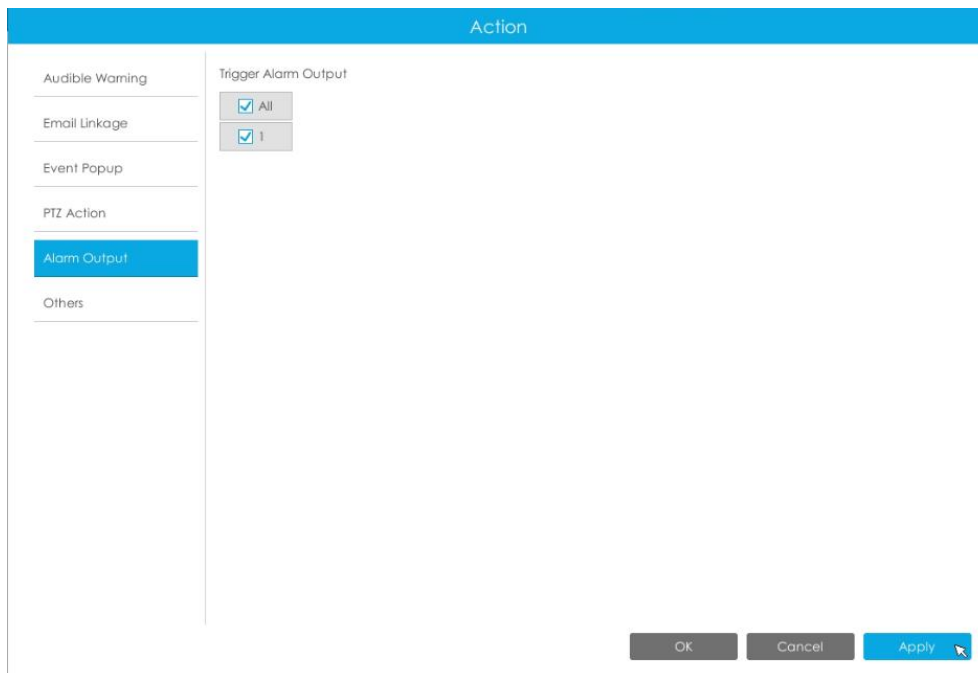 Action
Audible Warning
Email Linkage
Event Popup
PTZ Action
Alarm Output
Others
Trigger Alarm Output
All
1
OK
Cancel
Apply